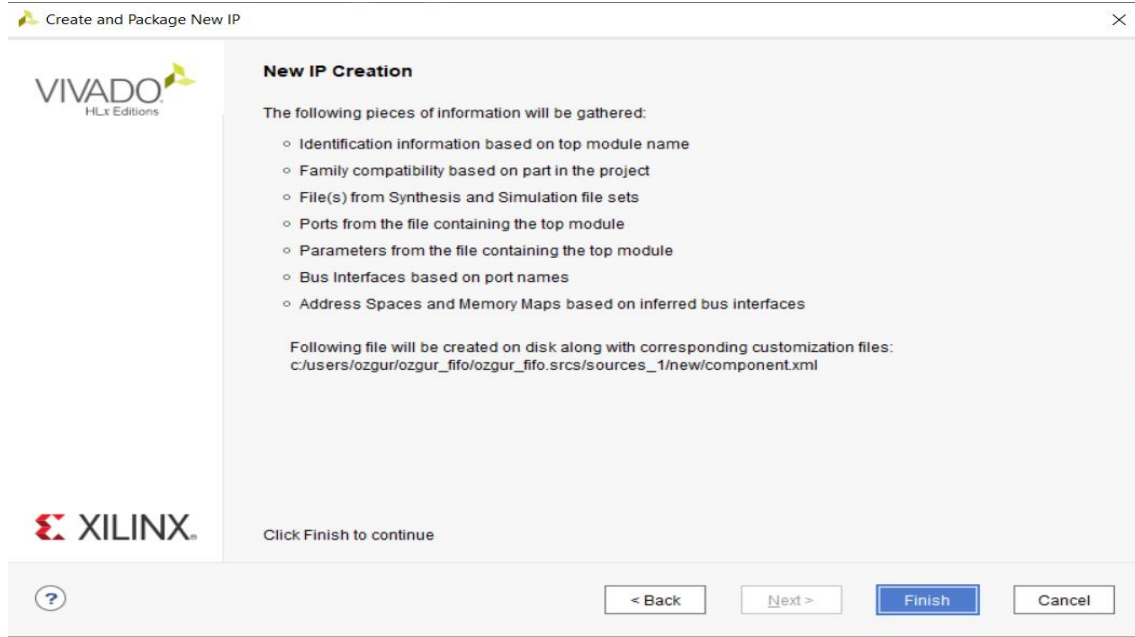 Create and Package New IP
VIVADO.
HLx Editions
New IP Creation
The following pieces of information will be gathered:
Identification information based on top module name
Family compatibility based on part in the project
File(s) from Synthesis and Simulation file sets
Ports from the file containing the top module
Parameters from the file containing the top module
Bus Interfaces based on port names
Address Spaces and Memory Maps based on inferred bus interfaces
Following file will be created on disk along with corresponding customization files:
c:/users/ozgur/ozgur_fifo/ozgur_fifo.srcs/sources_1/new/component.xml
XILINX.
Click Finish to continue
?
< Back
Next >
Finish
Cancel